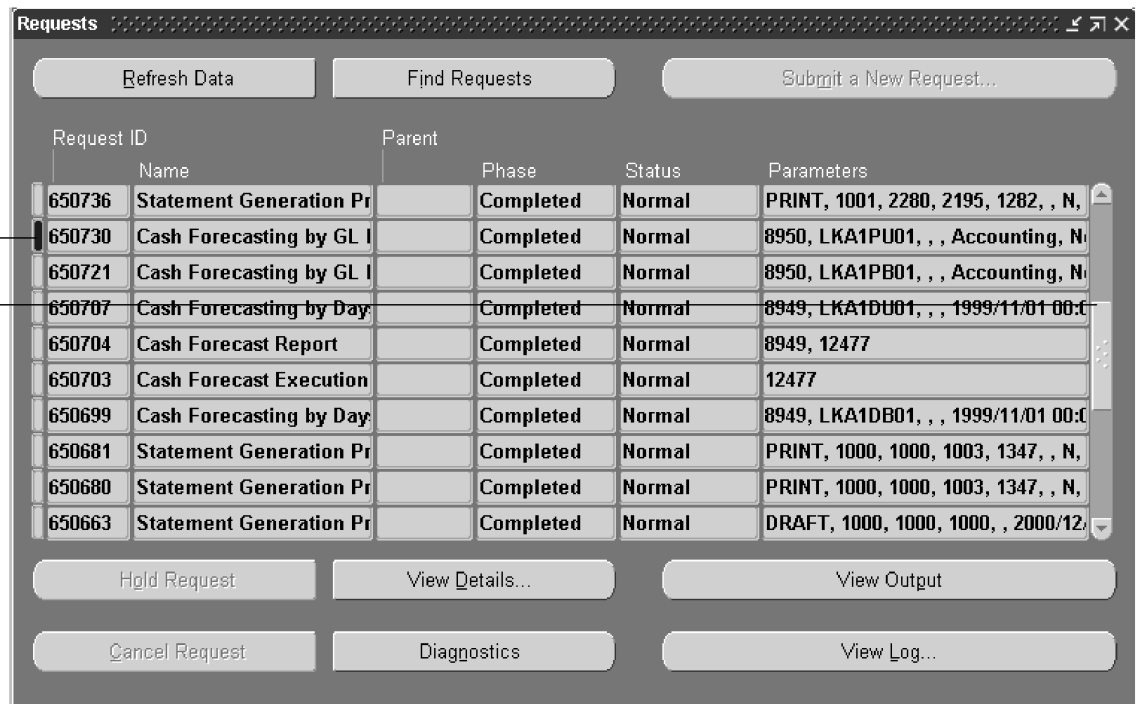 Requests
Refresh Data Find Requests Submit a New Request...
Request ID Parent
Name Phase Status Parameters
650736 Statement Generation Pr Completed Normal PRINT, 1001, 2280, 2195, 1282, , N,
650730 Cash Forecasting by GL Completed Normal 8950, LKA1PU01, , , Accounting,
650721 Cash Forecasting by GL Completed Normal 8950, LKA1PB01, , , Accounting,
650707 Cash Forecasting by Day Completed Normal 8949, LKA1DU01, , , 1999/11/01 00:
650704 Cash Forecast Report Completed Normal 8949, 12477
650703 Cash Forecast Execution Completed Normal 12477
650699 Cash Forecasting by Day Completed Normal 8949, LKA1DB01, , , 1999/11/01 00:
650681 Statement Generation Pr Completed Normal PRINT, 1000, 1000, 1003, 1347, , N,
650680 Statement Generation Pr Completed Normal PRINT, 1000, 1000, 1003, 1347, , N,
650663 Statement Generation Pr Completed Normal DRAFT, 1000, 1000, 1000, , 2000/12/
Hold Request View Details... View Output
Cancel Request Diagnostics View Log...